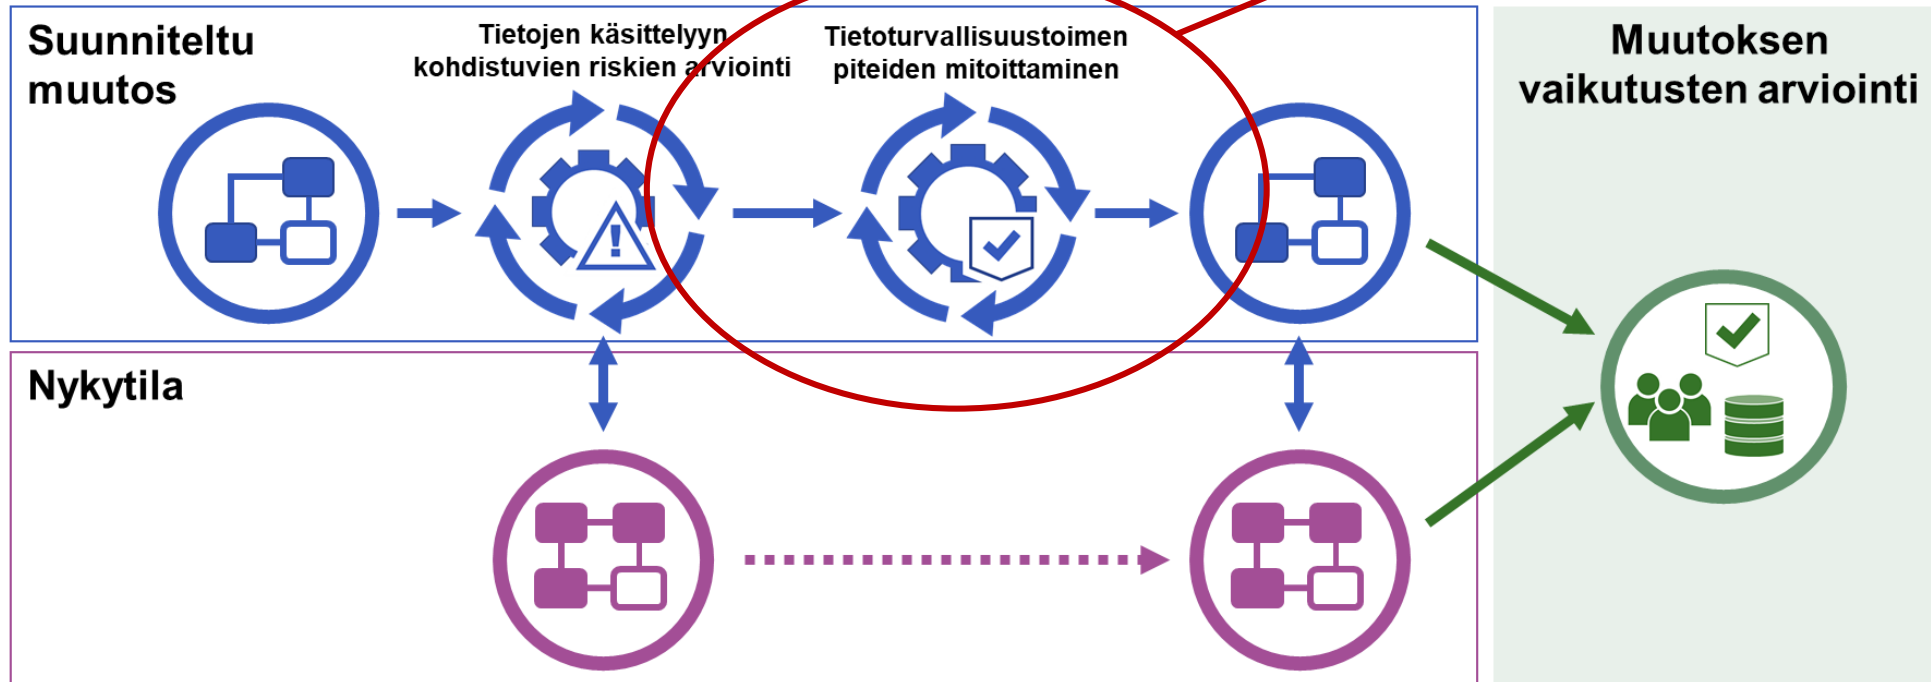 Suunniteltu
muutos
Tietojen käsittelyyn
kohdistuvien riskien arviointi
Tietoturvallisuustoimen
piteiden mitoittaminen
Muutoksen
vaikutusten arviointi
Nykytila